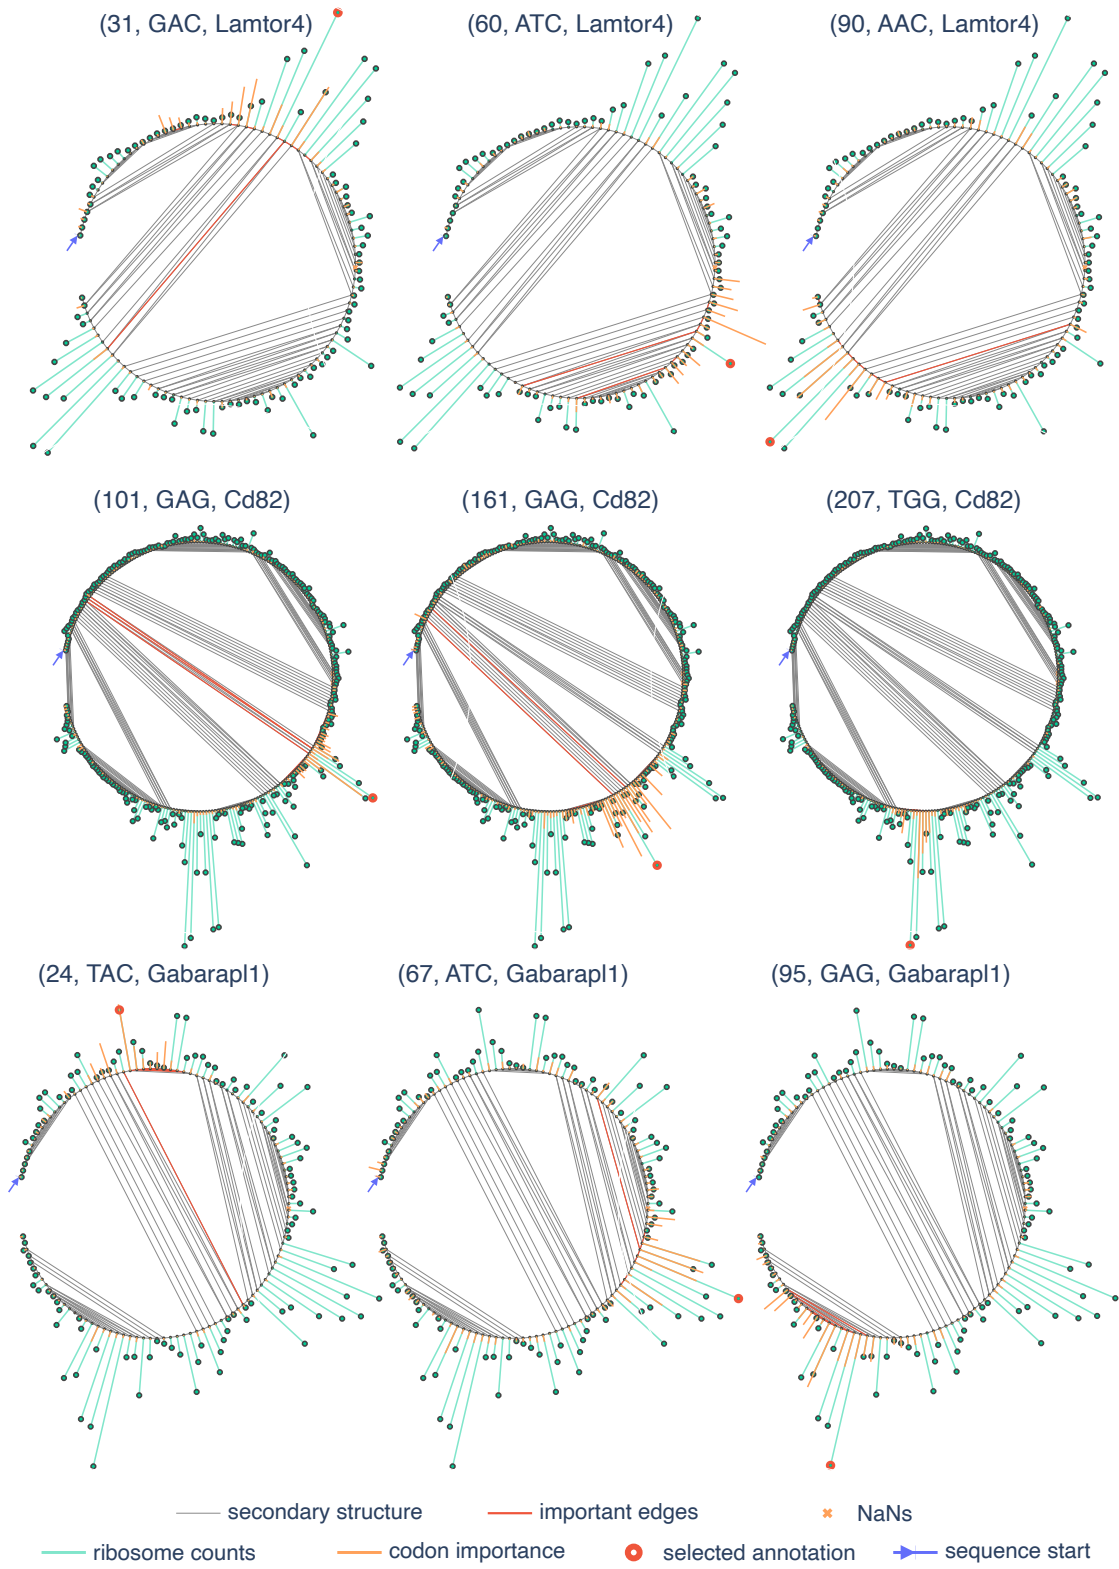 (31, GAC, Lamtor4)
(60, ATC, Lamtor4)
(90, AAC, Lamtor4)
(101, GAG, Cd82)
(161, GAG, Cd82)
(207, TGG, Cd82)
(24, TAC, Gabarapl1)
(67, ATC, Gabarapl1)
(95, GAG, Gabarapl1)
secondary structure
important edges
NaNs
ribosome counts
codon importance
selected annotation
sequence start